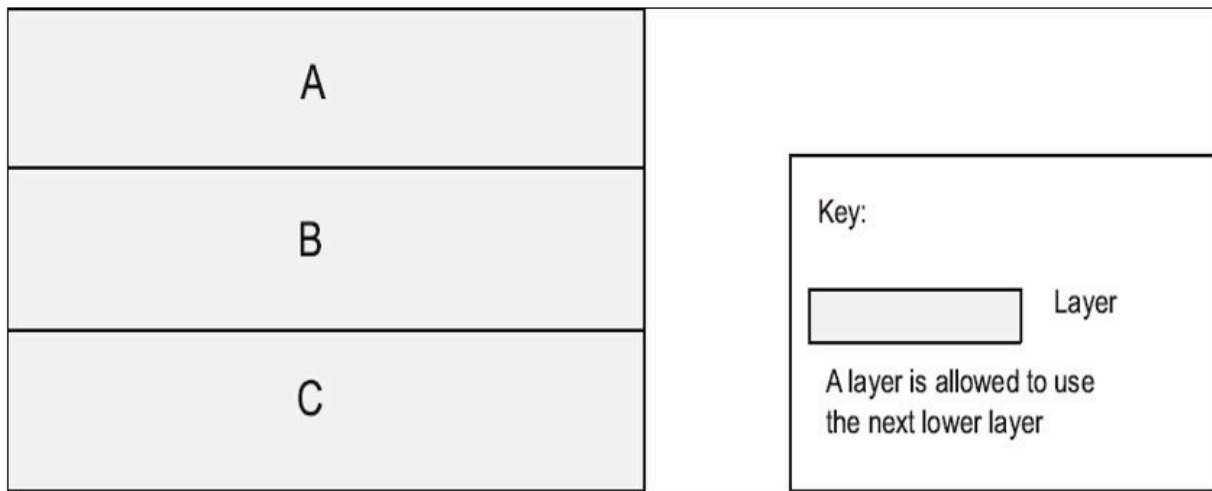 A
B
C
Key:
Layer
A layer is allowed to use
the next lower layer